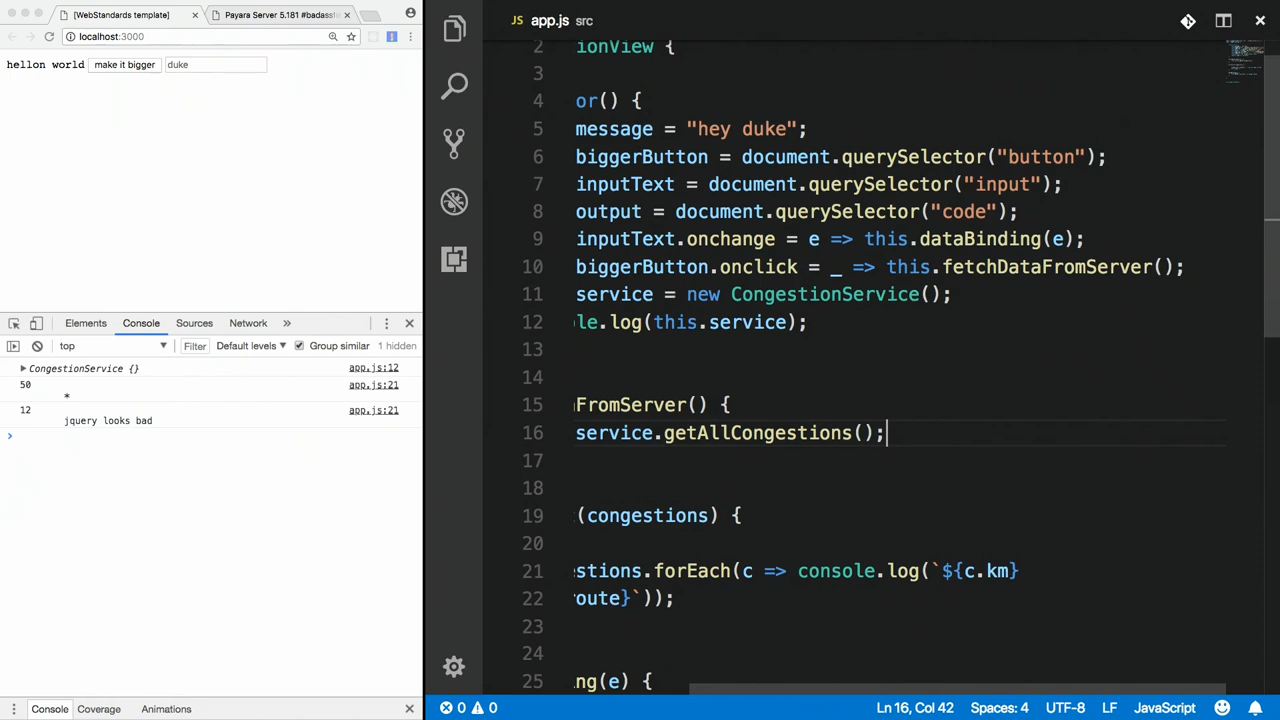 [WebStandards template]
Payara Server 5.181 #badass
localhost:3000
hellon world make it bigger duke
Elements Console Sources Network »
top Filter Default levels Group similar 1 hidden
CongestionService {} app.js:12
50 app.js:21
*
12 app.js:21
jquery looks bad
Console Coverage Animations
JS app.js src
2 ionView {
3
4 or() {
5 message = "hey duke";
6 biggerButton = document.querySelector("button");
7 inputText = document.querySelector("input");
8 output = document.querySelector("code");
9 inputText.onchange = e => this.dataBinding(e);
10 biggerButton.onclick = _ => this.fetchDataFromServer();
11 service = new CongestionService();
12 le.log(this.service);
13
14
15 FromServer() {
16 service.getAllCongestions();
17
18
19 (congestions) {
20
21 stions.forEach(c => console.log(`${c.km}
22 route}`));
23
24
25 ng(e) {
0 0 Ln 16, Col 42 Spaces: 4 UTF-8 LF JavaScript